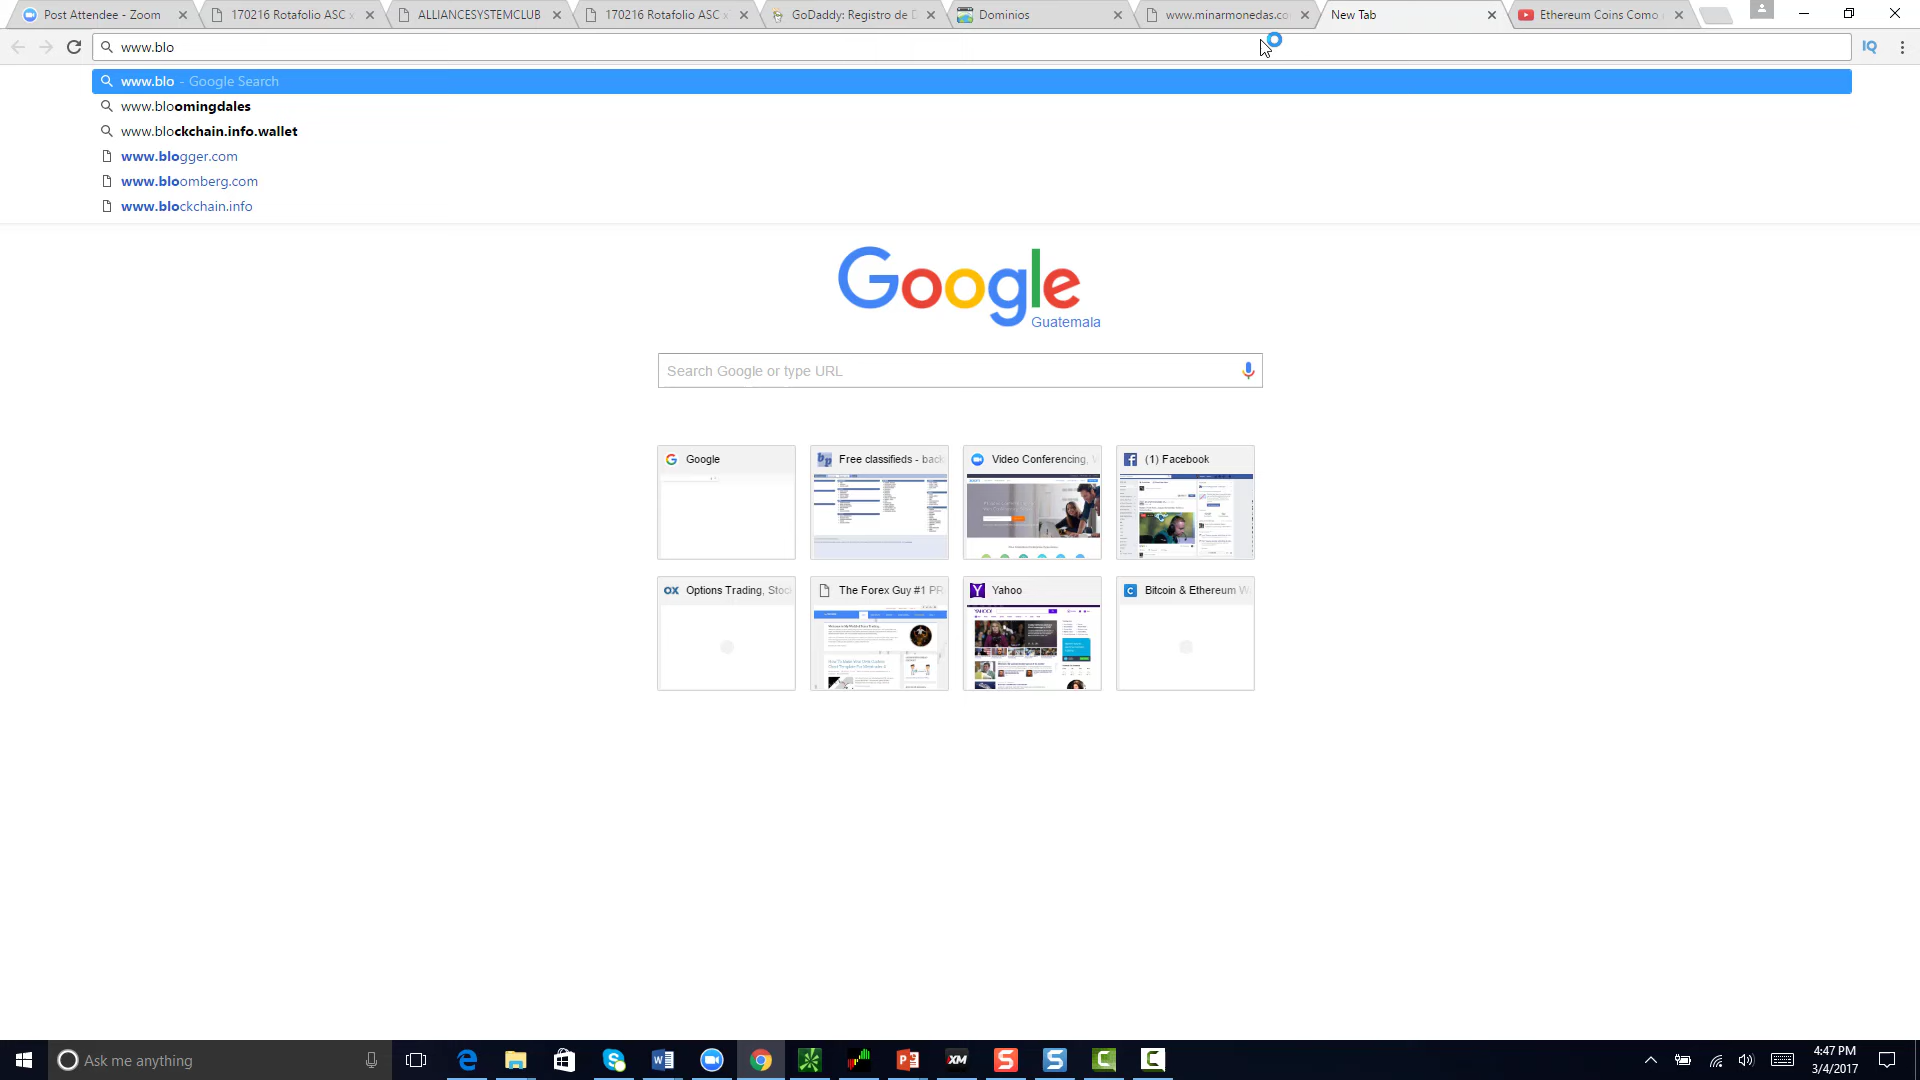 Post Attendee - Zoom
170216 Rotafolio ASC x
ALLIANCESYSTEMCLUB
170216 Rotafolio ASC x
GoDaddy: Registro de D
Dominios
www.minarmonedas.co
New Tab
Ethereum Coins Como
www.blo
IQ
www.blo - Google Search
www.bloomingdales
www.blockchain.info.wallet
www.blogger.com
www.bloomberg.com
www.blockchain.info
Google
Guatemala
Search Google or type URL
Google
Free classifieds - back
Video Conferencing,
(1) Facebook
OX Options Trading, Stoc
The Forex Guy #1 PR
Yahoo
Bitcoin & Ethereum W
Ask me anything
XM
4:47 PM
3/4/2017